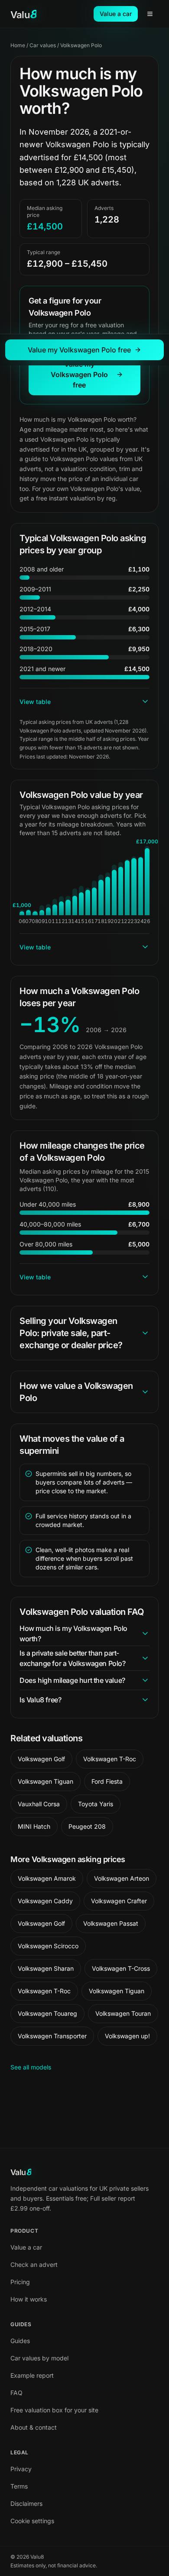 Valu8
Value a car
Home / Car values / Volkswagen Polo
How much is my
Volkswagen Polo
worth?
In November 2026, a 2021-or-
newer Volkswagen Polo is typically
advertised for £14,500 (most
between £12,900 and £15,450),
based on 1,228 UK adverts.
Median asking
price
£14,500
Adverts
1,228
Typical range
£12,900 – £15,450
Get a figure for your
Volkswagen Polo
Enter your reg for a free valuation
Value my Volkswagen Polo free →
Volkswagen Polo →
free
How much is my Volkswagen Polo worth?
Age and mileage matter most, so here's what
used Volkswagen Polo is typically
advertised for in the UK, grouped by year. It's
a guide to what Volkswagen Polo
adverts, not a valuation: condition, trim and
history move the price of an individual
car too. For your own Volkswagen Polo's value,
get a free instant valuation by reg.
Typical Volkswagen Polo asking
prices by year group
2008 and older £1,100
2009–2011 £2,250
2012–2014 £4,000
2015–2017 £6,300
2018–2020 £9,950
2021 and newer £14,500
View table
Typical asking prices from UK adverts (1,228
Volkswagen Polo adverts, updated November 2026).
Typical range is the middle half of asking prices. Year
groups with fewer than 15 adverts are not shown.
Prices last updated: November 2026.
Volkswagen Polo value by year
Typical Volkswagen Polo asking prices for
every year we have enough adverts for. Pick
a year for its mileage breakdown. Years with
fewer than 15 adverts are not listed.
£17,000
£1,000
06 07 08 09 10 11 12 13 14 15 16 17 18 19 20 21 22 23 24 26
View table
How much a Volkswagen Polo
loses per year
−13% 2006 → 2026
Comparing 2006 to 2026 Volkswagen Polo
adverts by year, each extra year of age
typically takes about 13% off the median
asking price (the middle of 18 year-on-year
changes). Mileage and condition move the
price as much as age, so treat this as a rough
guide.
How mileage changes the price
of a Volkswagen Polo
Median asking prices by mileage for the 2015
Volkswagen Polo, the year with the most
adverts (110).
Under 40,000 miles £8,900
40,000–80,000 miles £6,700
Over 80,000 miles £5,000
View table
Selling your Volkswagen
Polo: private sale, part-
exchange or dealer price?
How we value a Volkswagen
Polo
What moves the value of a
supermini
Superminis sell in big numbers, so
buyers compare lots of adverts —
price close to the market.
Full service history stands out in a
crowded market.
Clean, well-lit photos make a real
difference when buyers scroll past
dozens of similar cars.
Volkswagen Polo valuation FAQ
How much is my Volkswagen Polo
worth?
Is a private sale better than part-
exchange for a Volkswagen Polo?
Does high mileage hurt the value?
Is Valu8 free?
Related valuations
Volkswagen Golf
Volkswagen T-Roc
Volkswagen Tiguan
Ford Fiesta
Vauxhall Corsa
Toyota Yaris
MINI Hatch
Peugeot 208
More Volkswagen asking prices
Volkswagen Amarok
Volkswagen Arteon
Volkswagen Caddy
Volkswagen Crafter
Volkswagen Golf
Volkswagen Passat
Volkswagen Scirocco
Volkswagen Sharan
Volkswagen T-Cross
Volkswagen T-Roc
Volkswagen Tiguan
Volkswagen Touareg
Volkswagen Touran
Volkswagen Transporter
Volkswagen up!
See all models
Valu8
Independent car valuations for UK private sellers
and buyers. Essentials free; Full seller report
£2.99 one-off.
PRODUCT
Value a car
Check an advert
Pricing
How it works
GUIDES
Guides
Car values by model
Example report
FAQ
Free valuation box for your site
About & contact
LEGAL
Privacy
Terms
Disclaimers
Cookie settings
© 2026 Valu8
Estimates only, not financial advice.